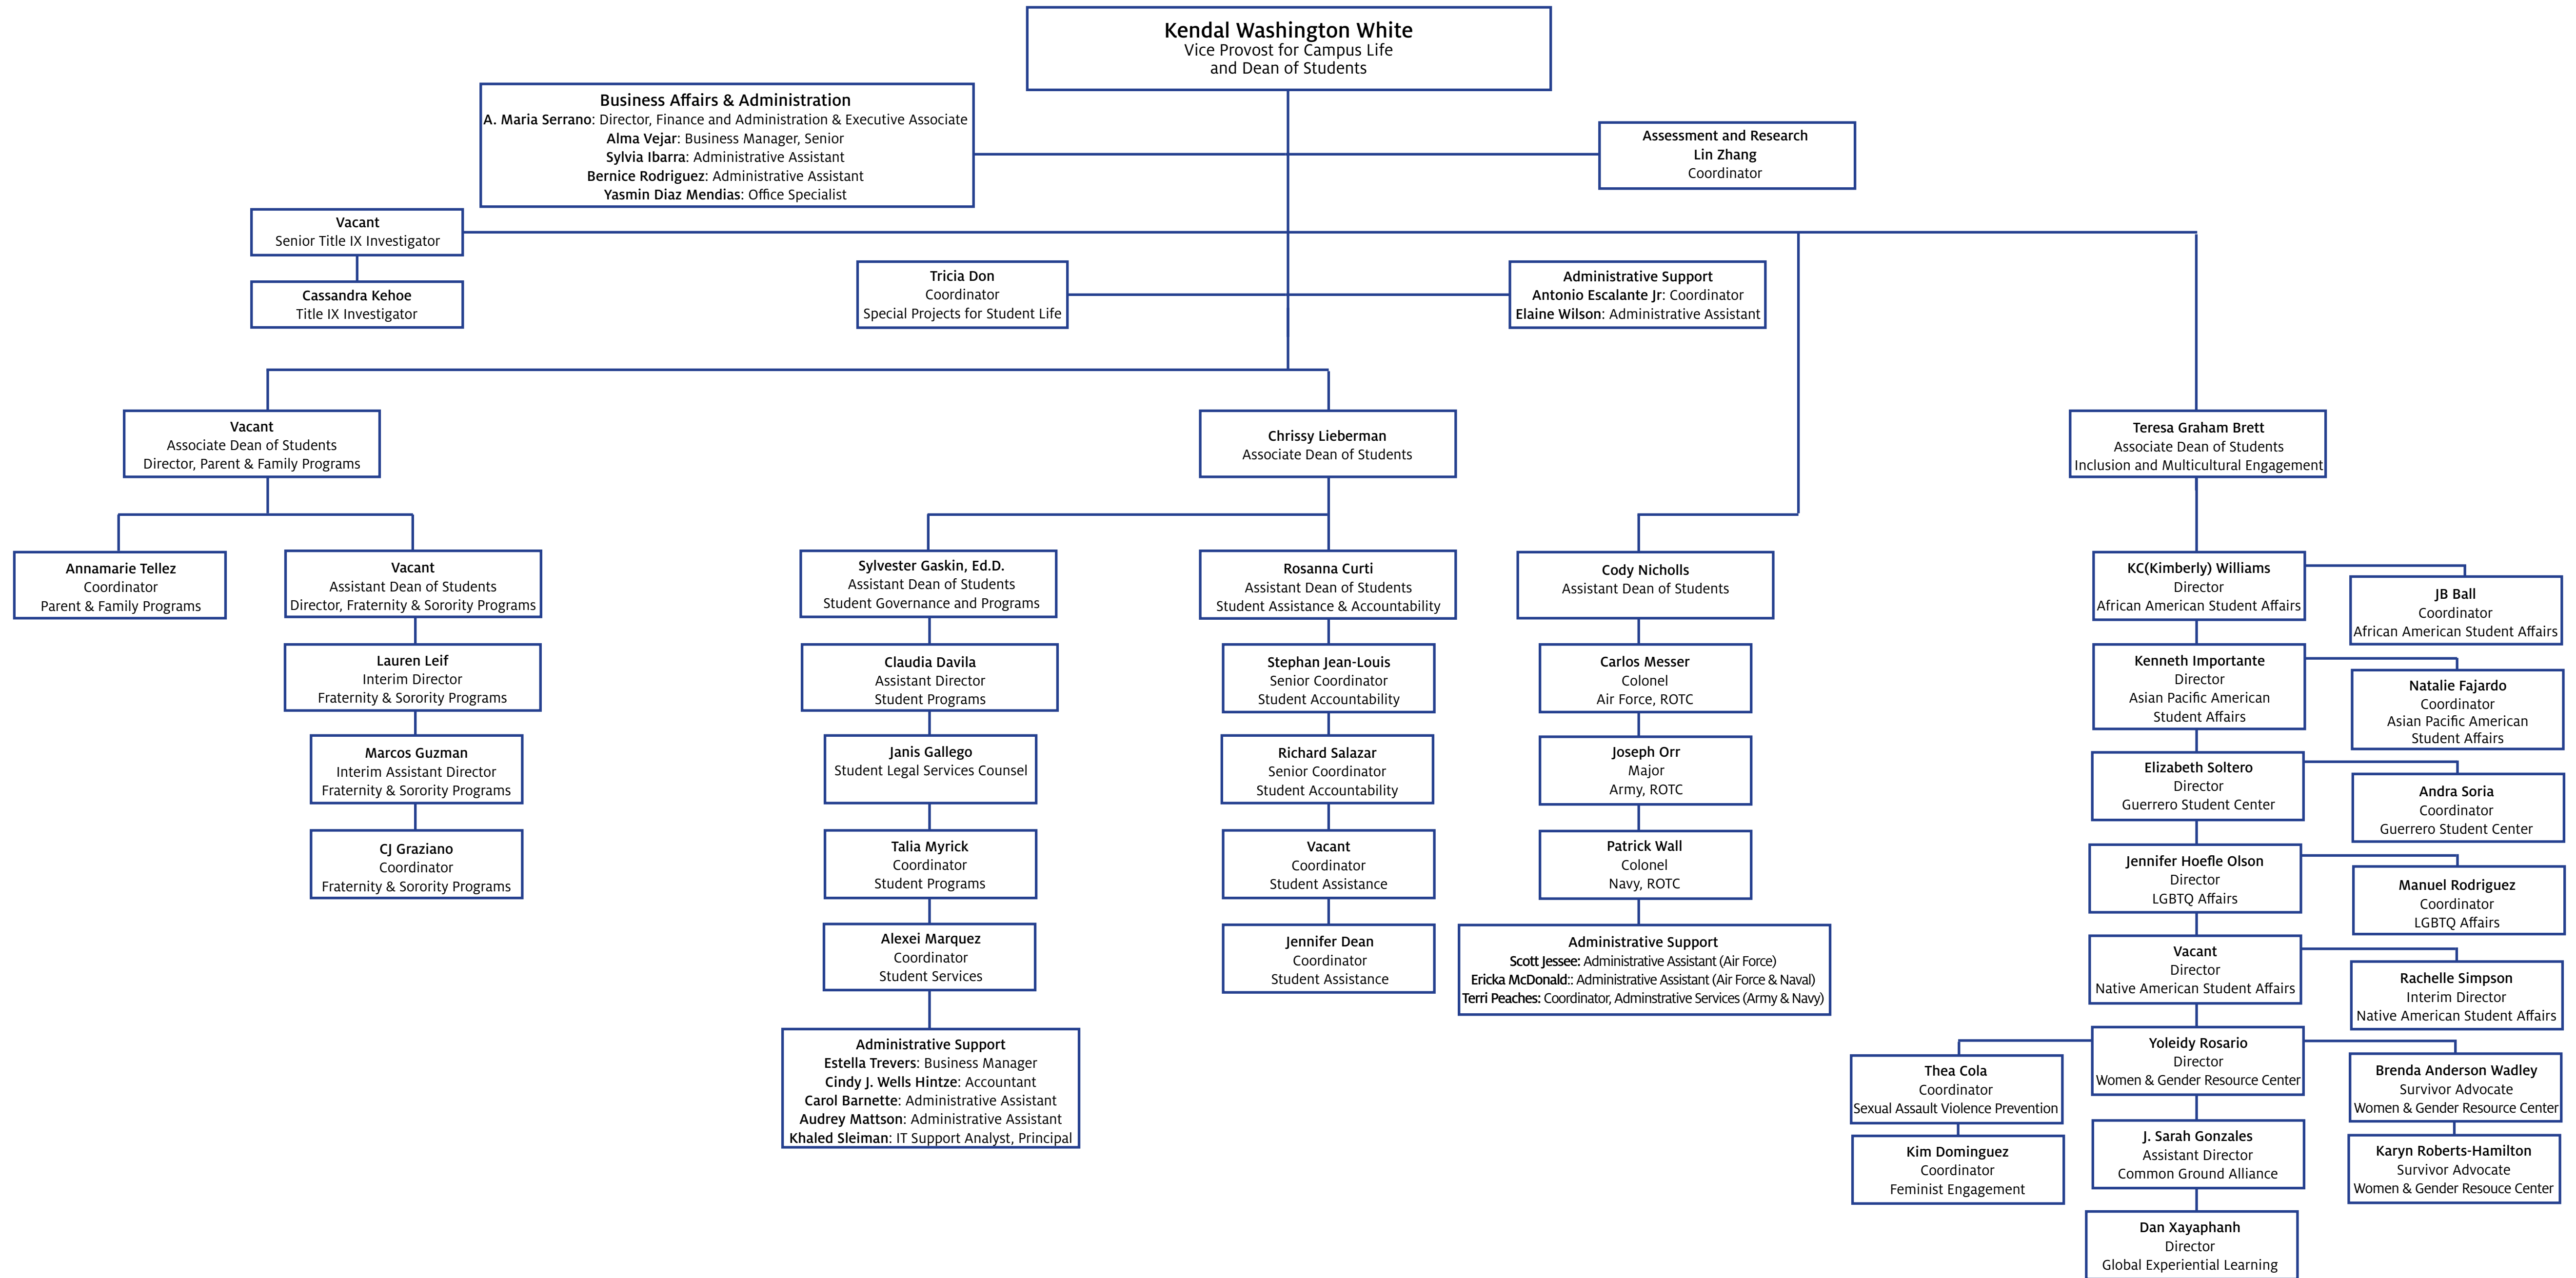 Kendal Washington White
Vice Provost for Campus Life
and Dean of Students
Business Affairs & Administration
A. Maria Serrano: Director, Finance and Administration & Executive Associate
Alma Vejar: Business Manager, Senior
Sylvia Ibarra: Administrative Assistant
Bernice Rodriguez: Administrative Assistant
Yasmin Diaz Mendias: Office Specialist
Assessment and Research
Lin Zhang
Coordinator
Vacant
Senior Title IX Investigator
Cassandra Kehoe
Title IX Investigator
Tricia Don
Coordinator
Special Projects for Student Life
Administrative Support
Antonio Escalante Jr: Coordinator
Elaine Wilson: Administrative Assistant
Vacant
Associate Dean of Students
Director, Parent & Family Programs
Chrissy Lieberman
Associate Dean of Students
Teresa Graham Brett
Associate Dean of Students
Inclusion and Multicultural Engagement
Annamarie Tellez
Coordinator
Parent & Family Programs
Vacant
Assistant Dean of Students
Director, Fraternity & Sorority Programs
Lauren Leif
Interim Director
Fraternity & Sorority Programs
Marcos Guzman
Interim Assistant Director
Fraternity & Sorority Programs
CJ Graziano
Coordinator
Fraternity & Sorority Programs
Sylvester Gaskin, Ed.D.
Assistant Dean of Students
Student Governance and Programs
Claudia Davila
Assistant Director
Student Programs
Janis Gallego
Student Legal Services Counsel
Talia Myrick
Coordinator
Student Programs
Alexei Marquez
Coordinator
Student Services
Administrative Support
Estella Trevers: Business Manager
Cindy J. Wells Hintze: Accountant
Carol Barnette: Administrative Assistant
Audrey Mattson: Administrative Assistant
Khaled Sleiman: IT Support Analyst, Principal
Rosanna Curti
Assistant Dean of Students
Student Assistance & Accountability
Stephan Jean-Louis
Senior Coordinator
Student Accountability
Richard Salazar
Senior Coordinator
Student Accountability
Vacant
Coordinator
Student Assistance
Jennifer Dean
Coordinator
Student Assistance
Cody Nicholls
Assistant Dean of Students
Carlos Messer
Colonel
Air Force, ROTC
Joseph Orr
Major
Army, ROTC
Patrick Wall
Colonel
Navy, ROTC
Administrative Support
Scott Jessee: Administrative Assistant (Air Force)
Ericka McDonald:: Administrative Assistant (Air Force & Naval)
Terri Peaches: Coordinator, Adminstrative Services (Army & Navy)
KC(Kimberly) Williams
Director
African American Student Affairs
JB Ball
Coordinator
African American Student Affairs
Kenneth Importante
Director
Asian Pacific American
Student Affairs
Natalie Fajardo
Coordinator
Asian Pacific American
Student Affairs
Elizabeth Soltero
Director
Guerrero Student Center
Andra Soria
Coordinator
Guerrero Student Center
Jennifer Hoefle Olson
Director
LGBTQ Affairs
Manuel Rodriguez
Coordinator
LGBTQ Affairs
Vacant
Director
Native American Student Affairs
Rachelle Simpson
Interim Director
Native American Student Affairs
Yoleidy Rosario
Director
Women & Gender Resource Center
Thea Cola
Coordinator
Sexual Assault Violence Prevention
Kim Dominguez
Coordinator
Feminist Engagement
Brenda Anderson Wadley
Survivor Advocate
Women & Gender Resource Center
Karyn Roberts-Hamilton
Survivor Advocate
Women & Gender Resouce Center
J. Sarah Gonzales
Assistant Director
Common Ground Alliance
Dan Xayaphanh
Director
Global Experiential Learning